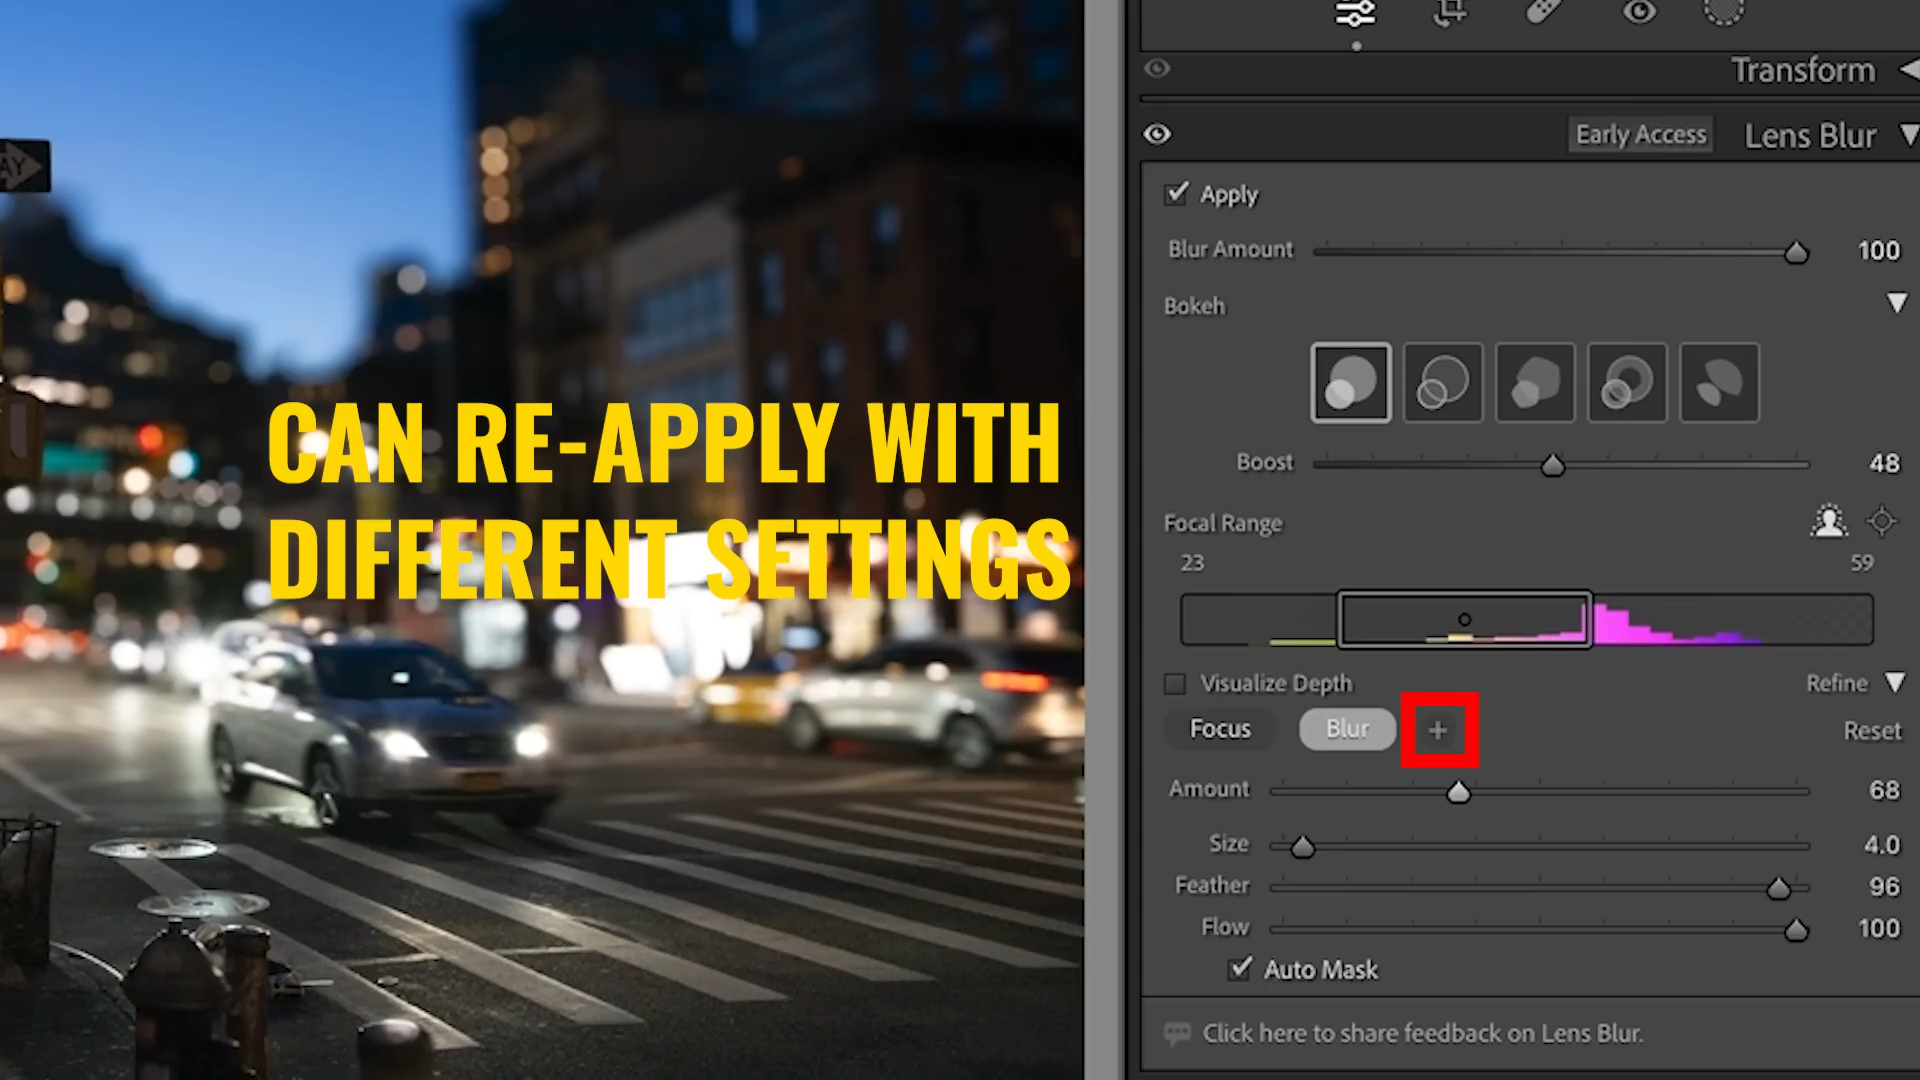 AY
CAN RE-APPLY WITH
DIFFERENT SETTINGS
Transform
Early Access Lens Blur
Apply
Blur Amount 100
Bokeh
Boost 48
Focal Range
23 59
Visualize Depth Refine
Focus Blur + Reset
Amount 68
Size 4.0
Feather 96
Flow 100
Auto Mask
Click here to share feedback on Lens Blur.